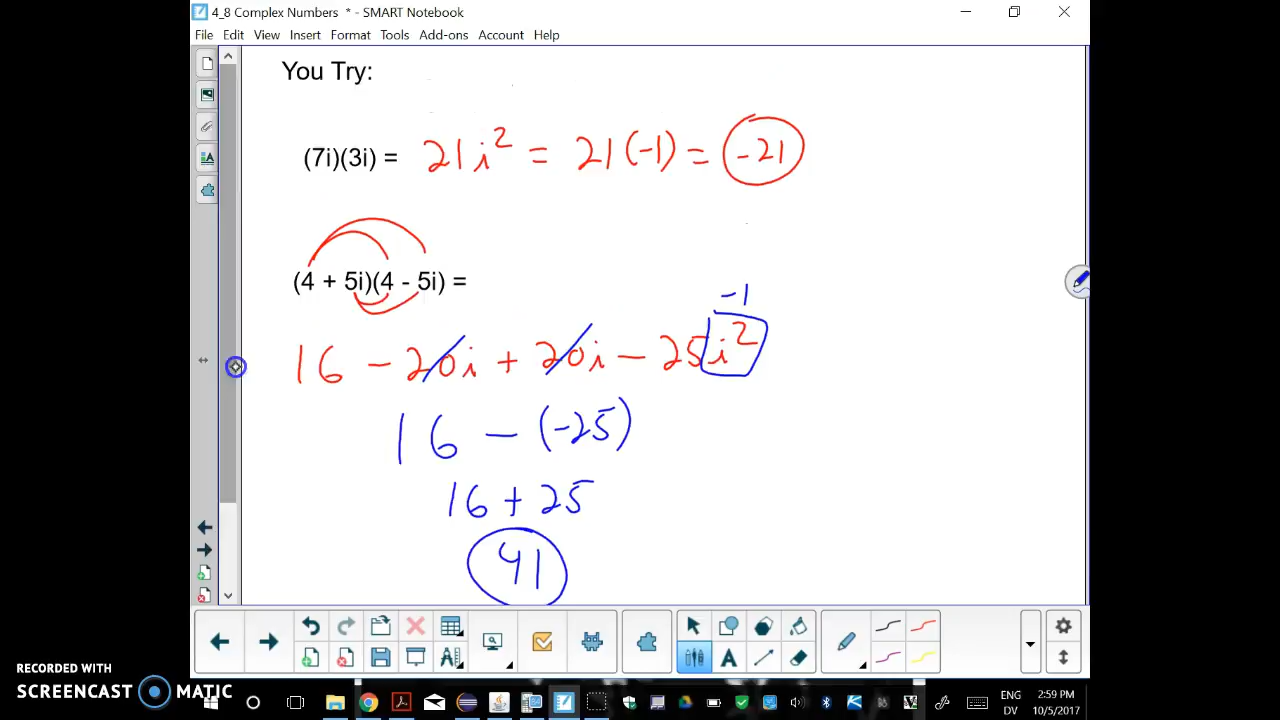 4_8 Complex Numbers * - SMART Notebook
File Edit View Insert Format Tools Add-ons Account Help
You Try:
(7i)(3i) = 21i² = 21(-1) = -21
(4 + 5i)(4 - 5i) =
-1
16 - 20i + 20i - 25i²
16 - (-25)
16 + 25
41
RECORDED WITH
SCREENCAST MATIC
ENG
DV
2:59 PM
10/5/2017